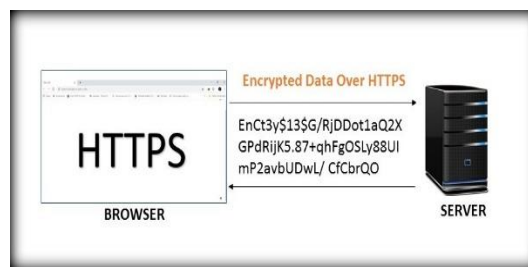 Encrypted Data Over HTTPS
HTTPS
EnCt3y$13$G/RjDDot1aQ2X
GPdRijK5.87+qhFgOSLy88UI
mP2avbUDwL/ CfCbrQO
BROWSER
SERVER